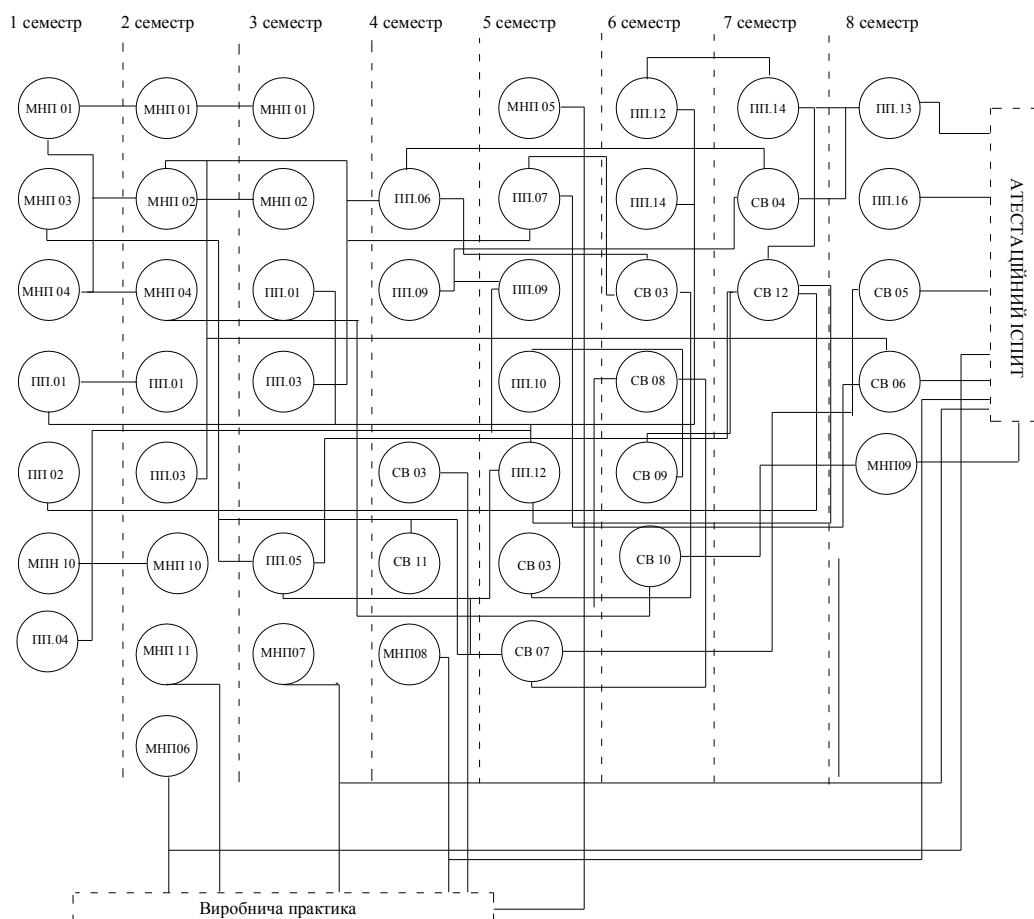 1 семестр 2 семестр 3 семестр 4 семестр 5 семестр 6 семестр 7 семестр 8 семестр
МНП 01 МНП 01 МНП 01 МНП 05 ПП.12 ПП.14 ПП.13
МНП 03 МНП 02 МНП 02 ПП.06 ПП.07 ПП.14 СВ 04 ПП.16
МНП 04 МНП 04 ПП.01 ПП.09 ПП.09 СВ 03 СВ 12 СВ 05
ПП.01 ПП.01 ПП.03 ПП.10 СВ 08 СВ 06
ПП 02 ПП.03 СВ 03 ПП.12 СВ 09 МНП09
МПН 10 МНП 10 ПП.05 СВ 11 СВ 03 СВ 10
ПП.04 МНП 11 МНП07 МНП08 СВ 07
МНП06
АТЕСТАЦІЙНИЙ ІСПИТ
Виробнича практика